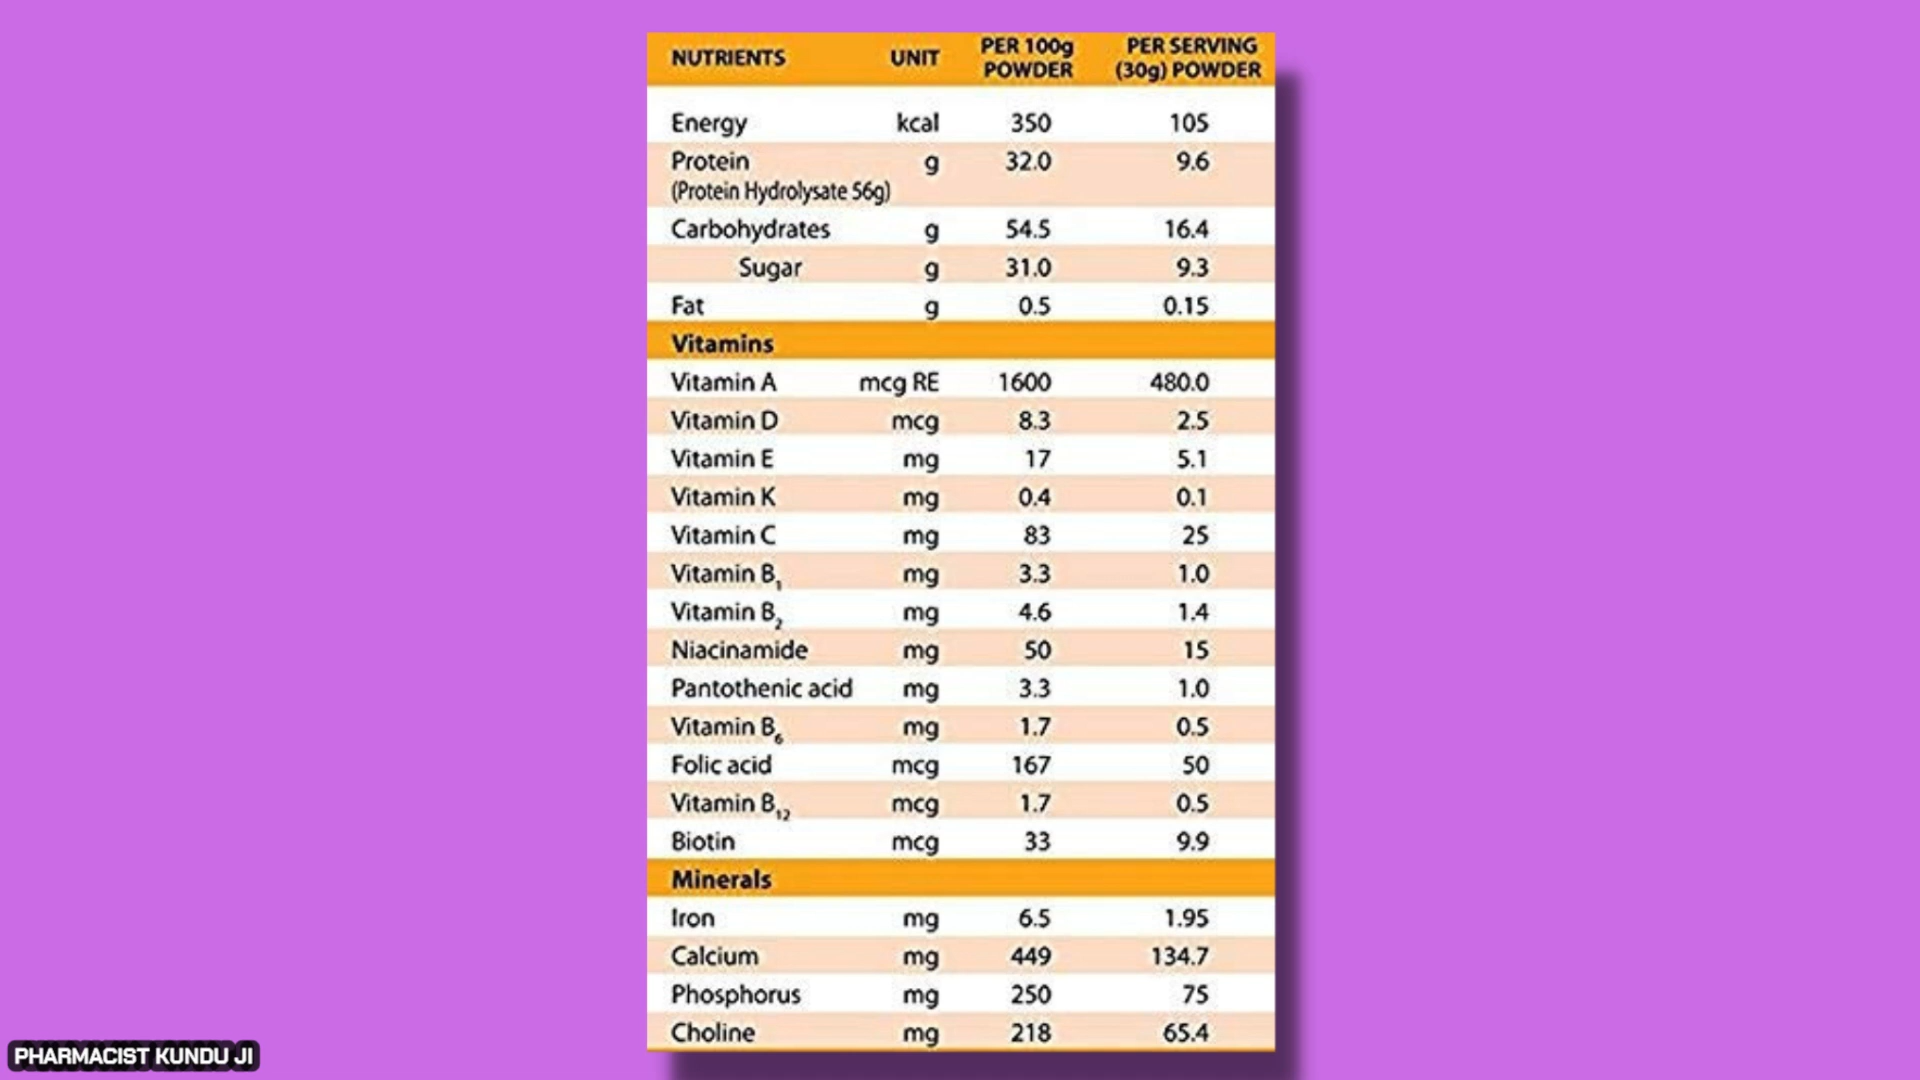 NUTRIENTS UNIT PER 100g POWDER PER SERVING (30g) POWDER
Energy kcal 350 105
Protein g 32.0 9.6
(Protein Hydrolysate 56g)
Carbohydrates g 54.5 16.4
Sugar g 31.0 9.3
Fat g 0.5 0.15
Vitamins
Vitamin A mcg RE 1600 480.0
Vitamin D mcg 8.3 2.5
Vitamin E mg 17 5.1
Vitamin K mg 0.4 0.1
Vitamin C mg 83 25
Vitamin B₁ mg 3.3 1.0
Vitamin B₂ mg 4.6 1.4
Niacinamide mg 50 15
Pantothenic acid mg 3.3 1.0
Vitamin B₆ mg 1.7 0.5
Folic acid mcg 167 50
Vitamin B₁₂ mcg 1.7 0.5
Biotin mcg 33 9.9
Minerals
Iron mg 6.5 1.95
Calcium mg 449 134.7
Phosphorus mg 250 75
Choline mg 218 65.4
PHARMACIST KUNDU JI